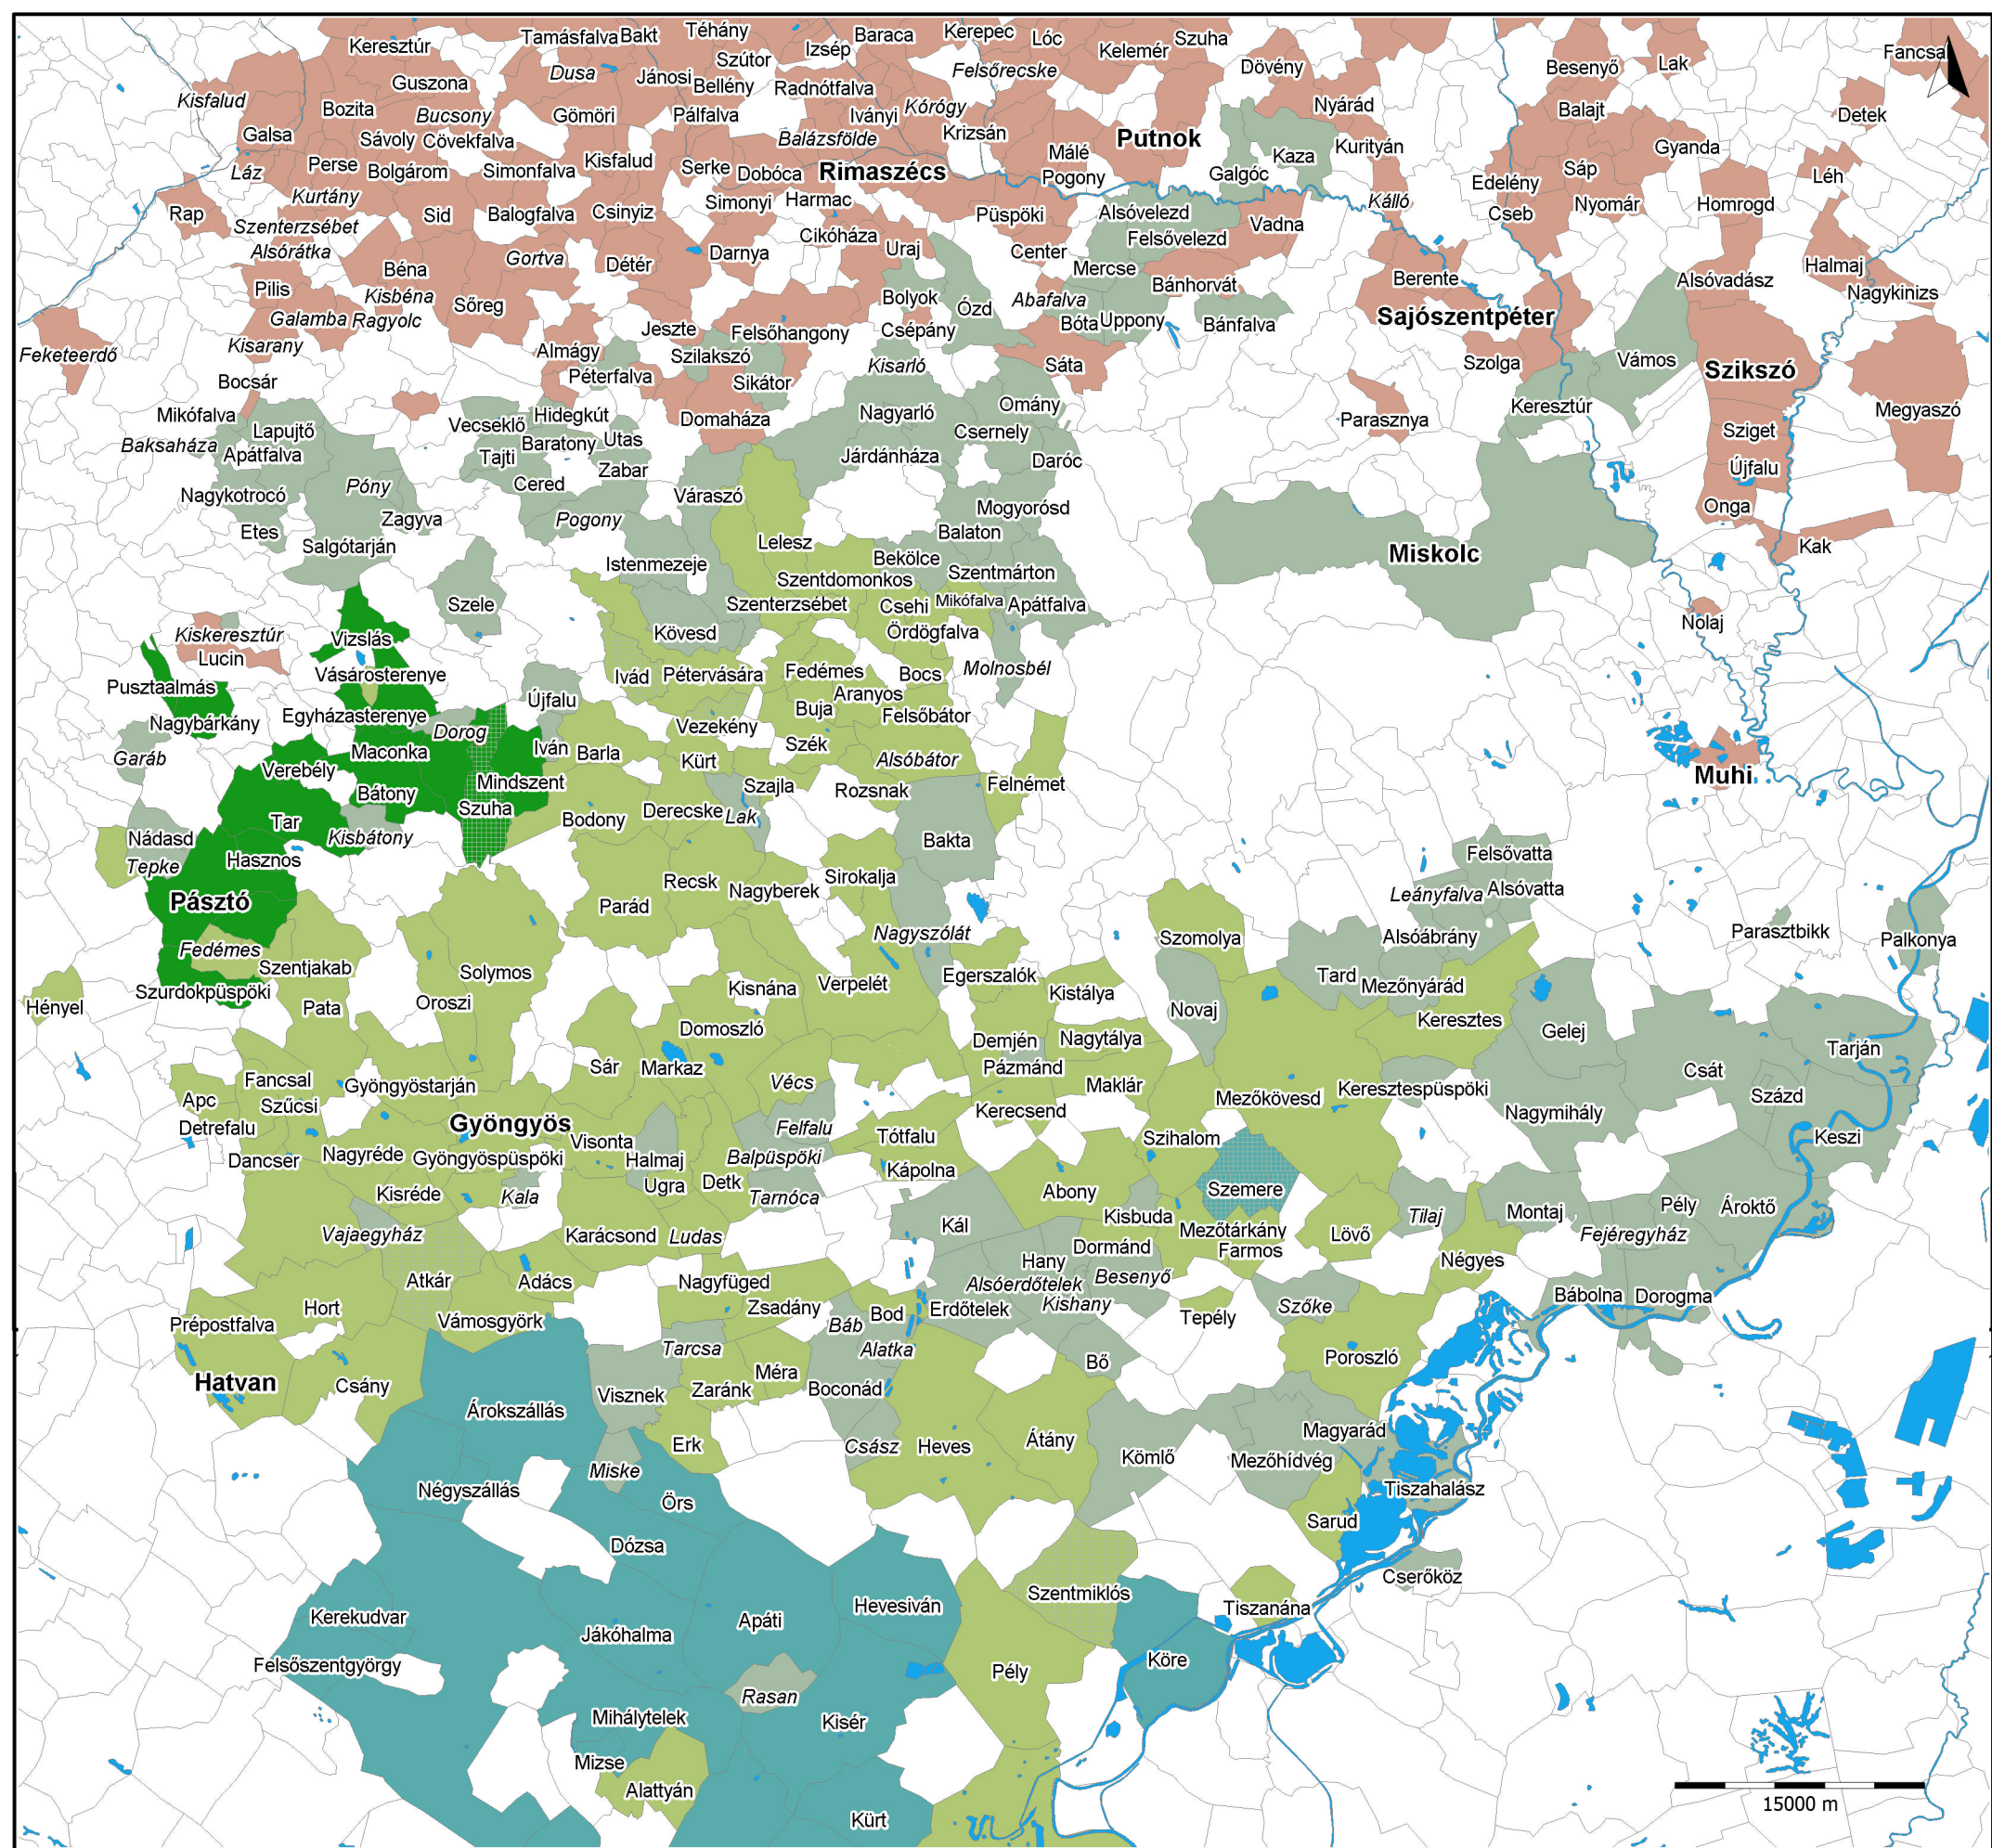 Keresztúr
Tamásfalva
Bakt
Téhány
Izsép
Baraca
Kerepec
Lóc
Kelemér
Szuha
Dövény
Besenyő
Lak
Fancsal
Kisfalud
Guszona
Dusa
Jánosi
Szútor
Bellény
Radnótfalva
Felsőrecske
Galsa
Bozita
Bucsony
Gömöri
Pálfalva
Iványi
Kórógy
Krizsán
Putnok
Nyárád
Balajt
Detek
Láz
Perse
Sávoly
Cövekfalva
Bolgárom
Simonfalva
Kisfalud
Serke
Dobóca
Balázsfölde
Rimaszécs
Málé
Pogony
Galgóc
Kaza
Kurityán
Edelény
Sáp
Gyanda
Léh
Rap
Kurtány
Szenterzsébet
Alsórátka
Sid
Balogfalva
Csinyiz
Simonyi
Harmac
Cikóháza
Püspöki
Alsóvelezd
Felsővelezd
Vadna
Kálló
Cseb
Nyomár
Homrogd
Pilis
Béna
Kisbéna
Gortva
Détér
Darnya
Uraj
Center
Mercse
Bánhorvát
Berente
Alsóvadász
Halmaj
Nagykinizs
Galamba
Ragyolc
Sőreg
Bolyok
Ózd
Abafalva
Feketeerdő
Kisarany
Jeszte
Felsőhangony
Csépány
Bóta
Uppony
Bánfalva
Sajószentpéter
Almágy
Szilakszó
Péterfalva
Sikátor
Kisarló
Sáta
Szolga
Vámos
Szikszó
Bocsár
Mikófalva
Lapujtő
Baksaháza
Apátfalva
Vecseklő
Hidegkút
Baratony
Utas
Tajti
Zabar
Domaháza
Nagyarló
Omány
Csernely
Parasznya
Keresztúr
Megyaszó
Nagykotrocó
Póny
Cered
Váraszó
Járdánháza
Daróc
Sziget
Újfalu
Etes
Zagyva
Salgótarján
Pogony
Lelesz
Mogyorósd
Balaton
Miskolc
Onga
Kak
Istenmezeje
Szentdomonkos
Bekölce
Szentmárton
Szele
Szenterzsébet
Csehi
Mikófalva
Apátfalva
Nolaj
Kiskeresztúr
Lucin
Vizslás
Kövesd
Ördögfalva
Pusztaalmás
Vásárosterenye
Ivád
Pétervására
Fedémes
Bocs
Molnosbél
Nagybárkány
Egyházasterenye
Újfalu
Buja
Aranyos
Felsőbátor
Garáb
Dorog
Vezekény
Verebély
Maconka
Iván
Barla
Kürt
Szék
Alsóbátor
Muhi
Bátony
Mindszent
Szajla
Rozsnak
Felnémet
Nádasd
Tar
Kisbátony
Szuha
Bodony
Derecske
Lak
Bakta
Tepke
Hasznos
Felsővatta
Recsk
Nagyberek
Sirokalja
Leányfalva
Alsóvatta
Pásztó
Parád
Fedémes
Nagyszólát
Szomolya
Alsóábrány
Parasztbikk
Palkonya
Szentjakab
Solymos
Szurdokpüspöki
Kisnána
Verpelét
Egerszalók
Tard
Mezőnyárád
Hényel
Pata
Oroszi
Kistálya
Novaj
Domoszló
Demjén
Nagytálya
Keresztes
Gelej
Tarján
Fancsal
Gyöngyöstarján
Sár
Markaz
Vécs
Pázmánd
Maklár
Mezőkövesd
Keresztespüspöki
Csát
Apc
Szűcsi
Detrefalu
Gyöngyös
Felfalu
Kerecsend
Nagymihály
Százd
Dancsér
Nagyréde
Gyöngyöspüspöki
Visonta
Halmaj
Balpüspöki
Tótfalu
Kápolna
Szihalom
Keszi
Kisréde
Kala
Ugra
Detk
Tarnóca
Abony
Szemere
Vajaegyház
Karácsond
Ludas
Kál
Kisbuda
Mezőtárkány
Farmos
Lövő
Tilaj
Montaj
Pély
Fejéregyház
Ároktő
Atkár
Adács
Nagyfüged
Hany
Dormánd
Alsóerdőtelek
Besenyő
Négyes
Prépostfalva
Hort
Vámosgyörk
Zsadány
Báb
Bod
Erdőtelek
Kishany
Tepély
Szőke
Bábolna
Dorogma
Hatvan
Csány
Tarcsa
Alatka
Bő
Poroszló
Árokszállás
Visznek
Zaránk
Méra
Boconád
Erk
Csász
Heves
Átány
Kömlő
Mezőhídvég
Magyarád
Négyszállás
Miske
Örs
Tiszahalász
Sarud
Dózsa
Cserőköz
Kerekudvar
Jákóhalma
Apáti
Hevesiván
Szentmiklós
Tiszanána
Felsőszentgyörgy
Rasan
Pély
Köre
Mihálytelek
Kisér
Mizse
Alattyán
Kürt
15000 m